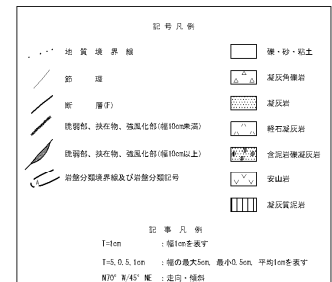 記号凡例
地質境界線
節理
断層(F)
脆弱部、挟在物、強風化部(幅10cm未満)
脆弱部、挟在物、強風化部(幅10cm以上)
岩盤分類境界線及び岩盤分類記号
礫・砂・粘土
凝灰角礫岩
凝灰岩
軽石凝灰岩
含泥岩礫凝灰岩
安山岩
凝灰質泥岩
記事凡例
T=1cm :幅1cmを表す
T=5,0.5,1cm :幅の最大5cm, 最小0.5cm, 平均1cmを表す
N70°W/45°NE :走向・傾斜